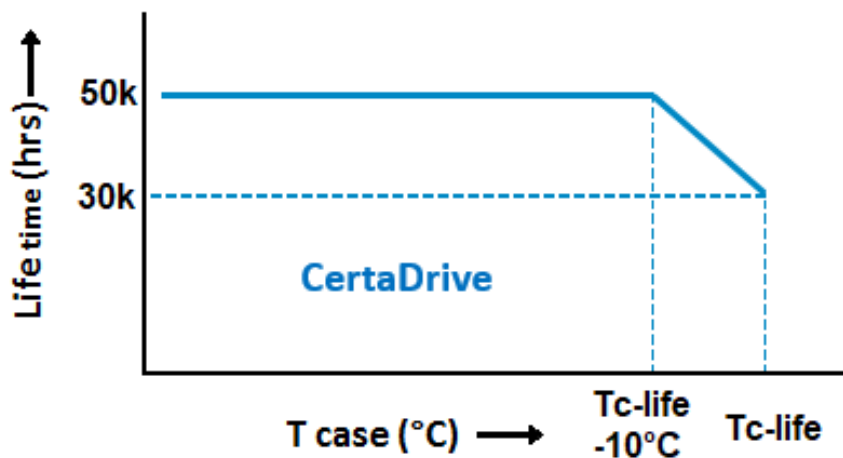 Life time (hrs)
50k
30k
CertaDrive
T case (°C)
Tc-life
-10°C
Tc-life